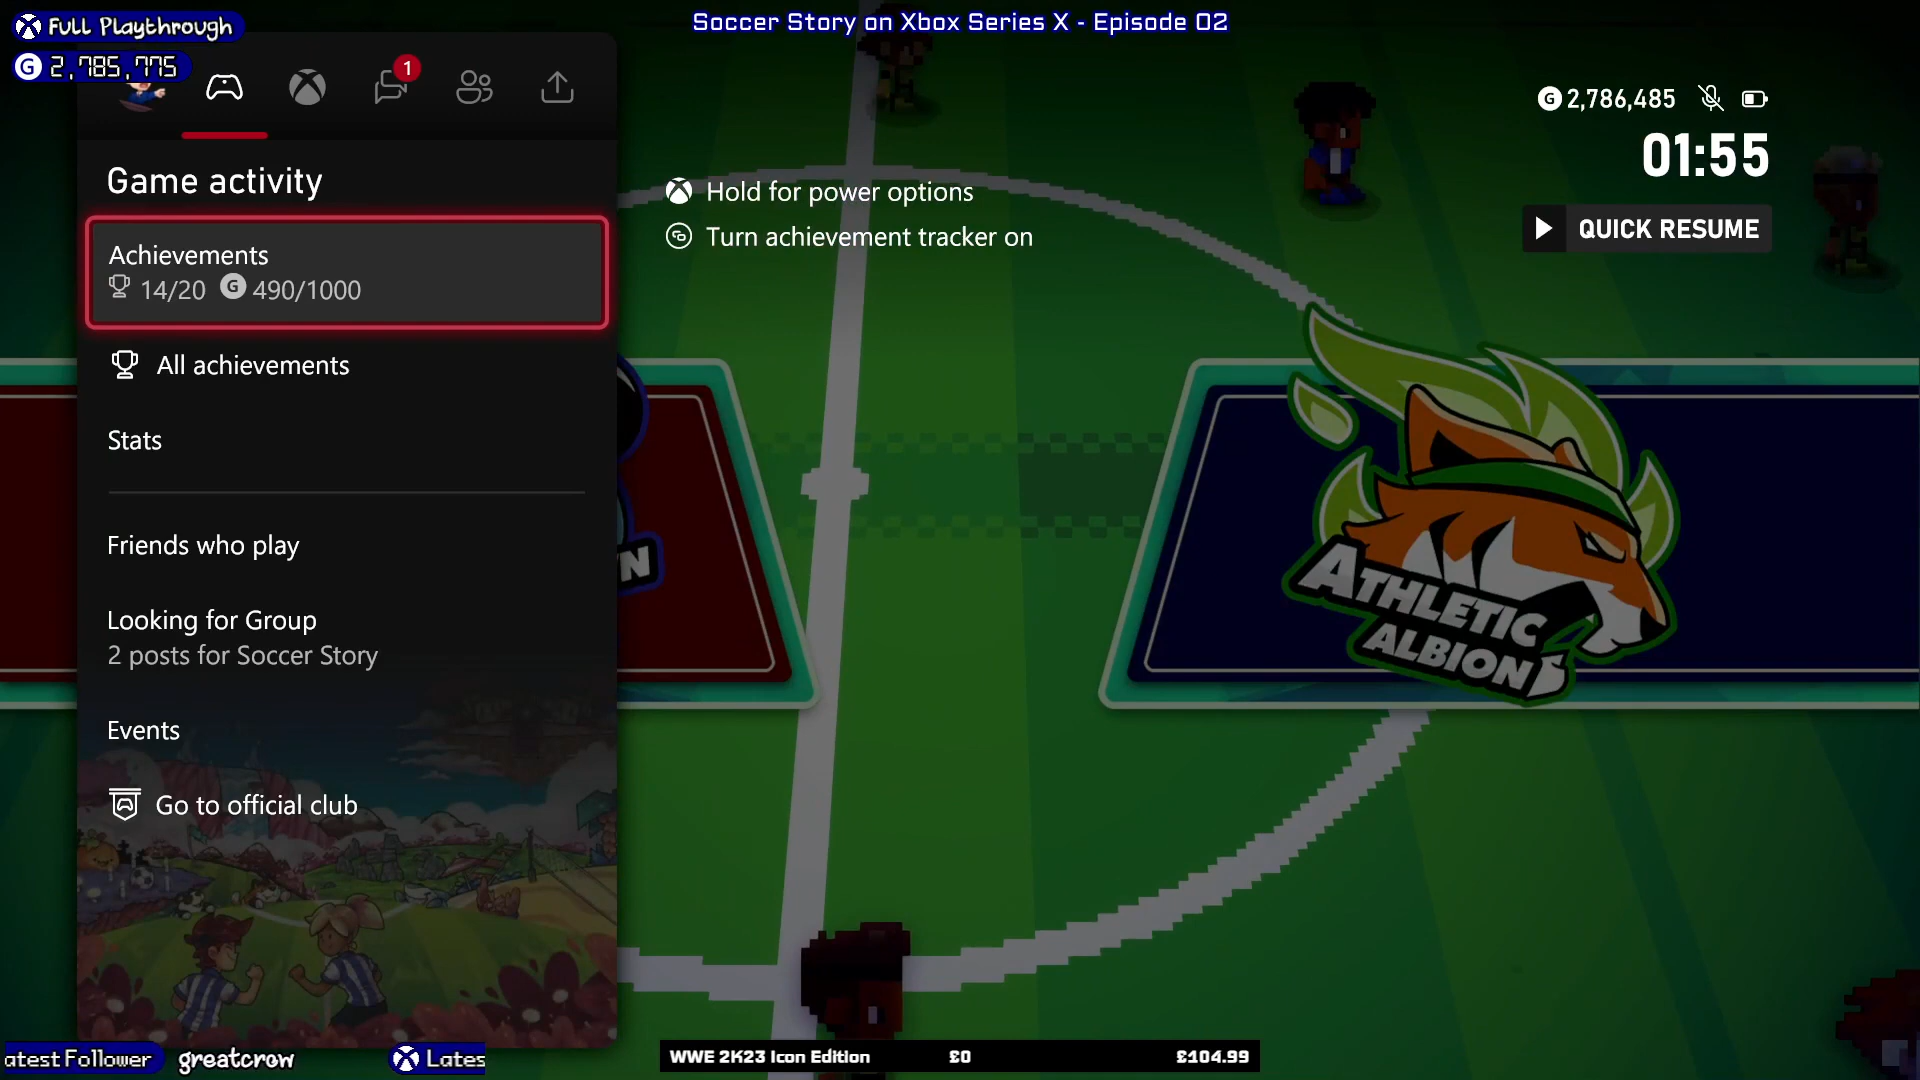 Full Playthrough
Soccer Story on Xbox Series X - Episode 02
G 2,785,775
1
G 2,786,485
01:55
QUICK RESUME
Hold for power options
Turn achievement tracker on
Game activity
Achievements
14/20 G 490/1000
All achievements
Stats
Friends who play
Looking for Group
2 posts for Soccer Story
Events
Go to official club
ATHLETIC
ALBION
WN
atest Follower greatcrow Lates
WWE 2K23 Icon Edition £0 £104.99